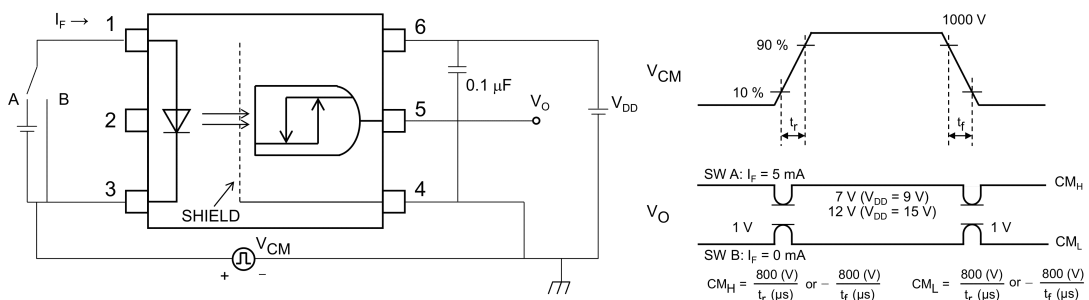 I_F → 1
6
1000 V
90 %
V_CM
0.1 μF
A
B
2
5
V_O
V_DD
10 %
t_r
t_f
3
4
SHIELD
SW A: I_F = 5 mA
CM_H
7 V (V_DD = 9 V)
12 V (V_DD = 15 V)
V_O
1 V
1 V
CM_L
SW B: I_F = 0 mA
V_CM
+ −
CM_H = 800 (V) / t_r (μs) or − 800 (V) / t_f (μs)
CM_L = 800 (V) / t_r (μs) or − 800 (V) / t_f (μs)